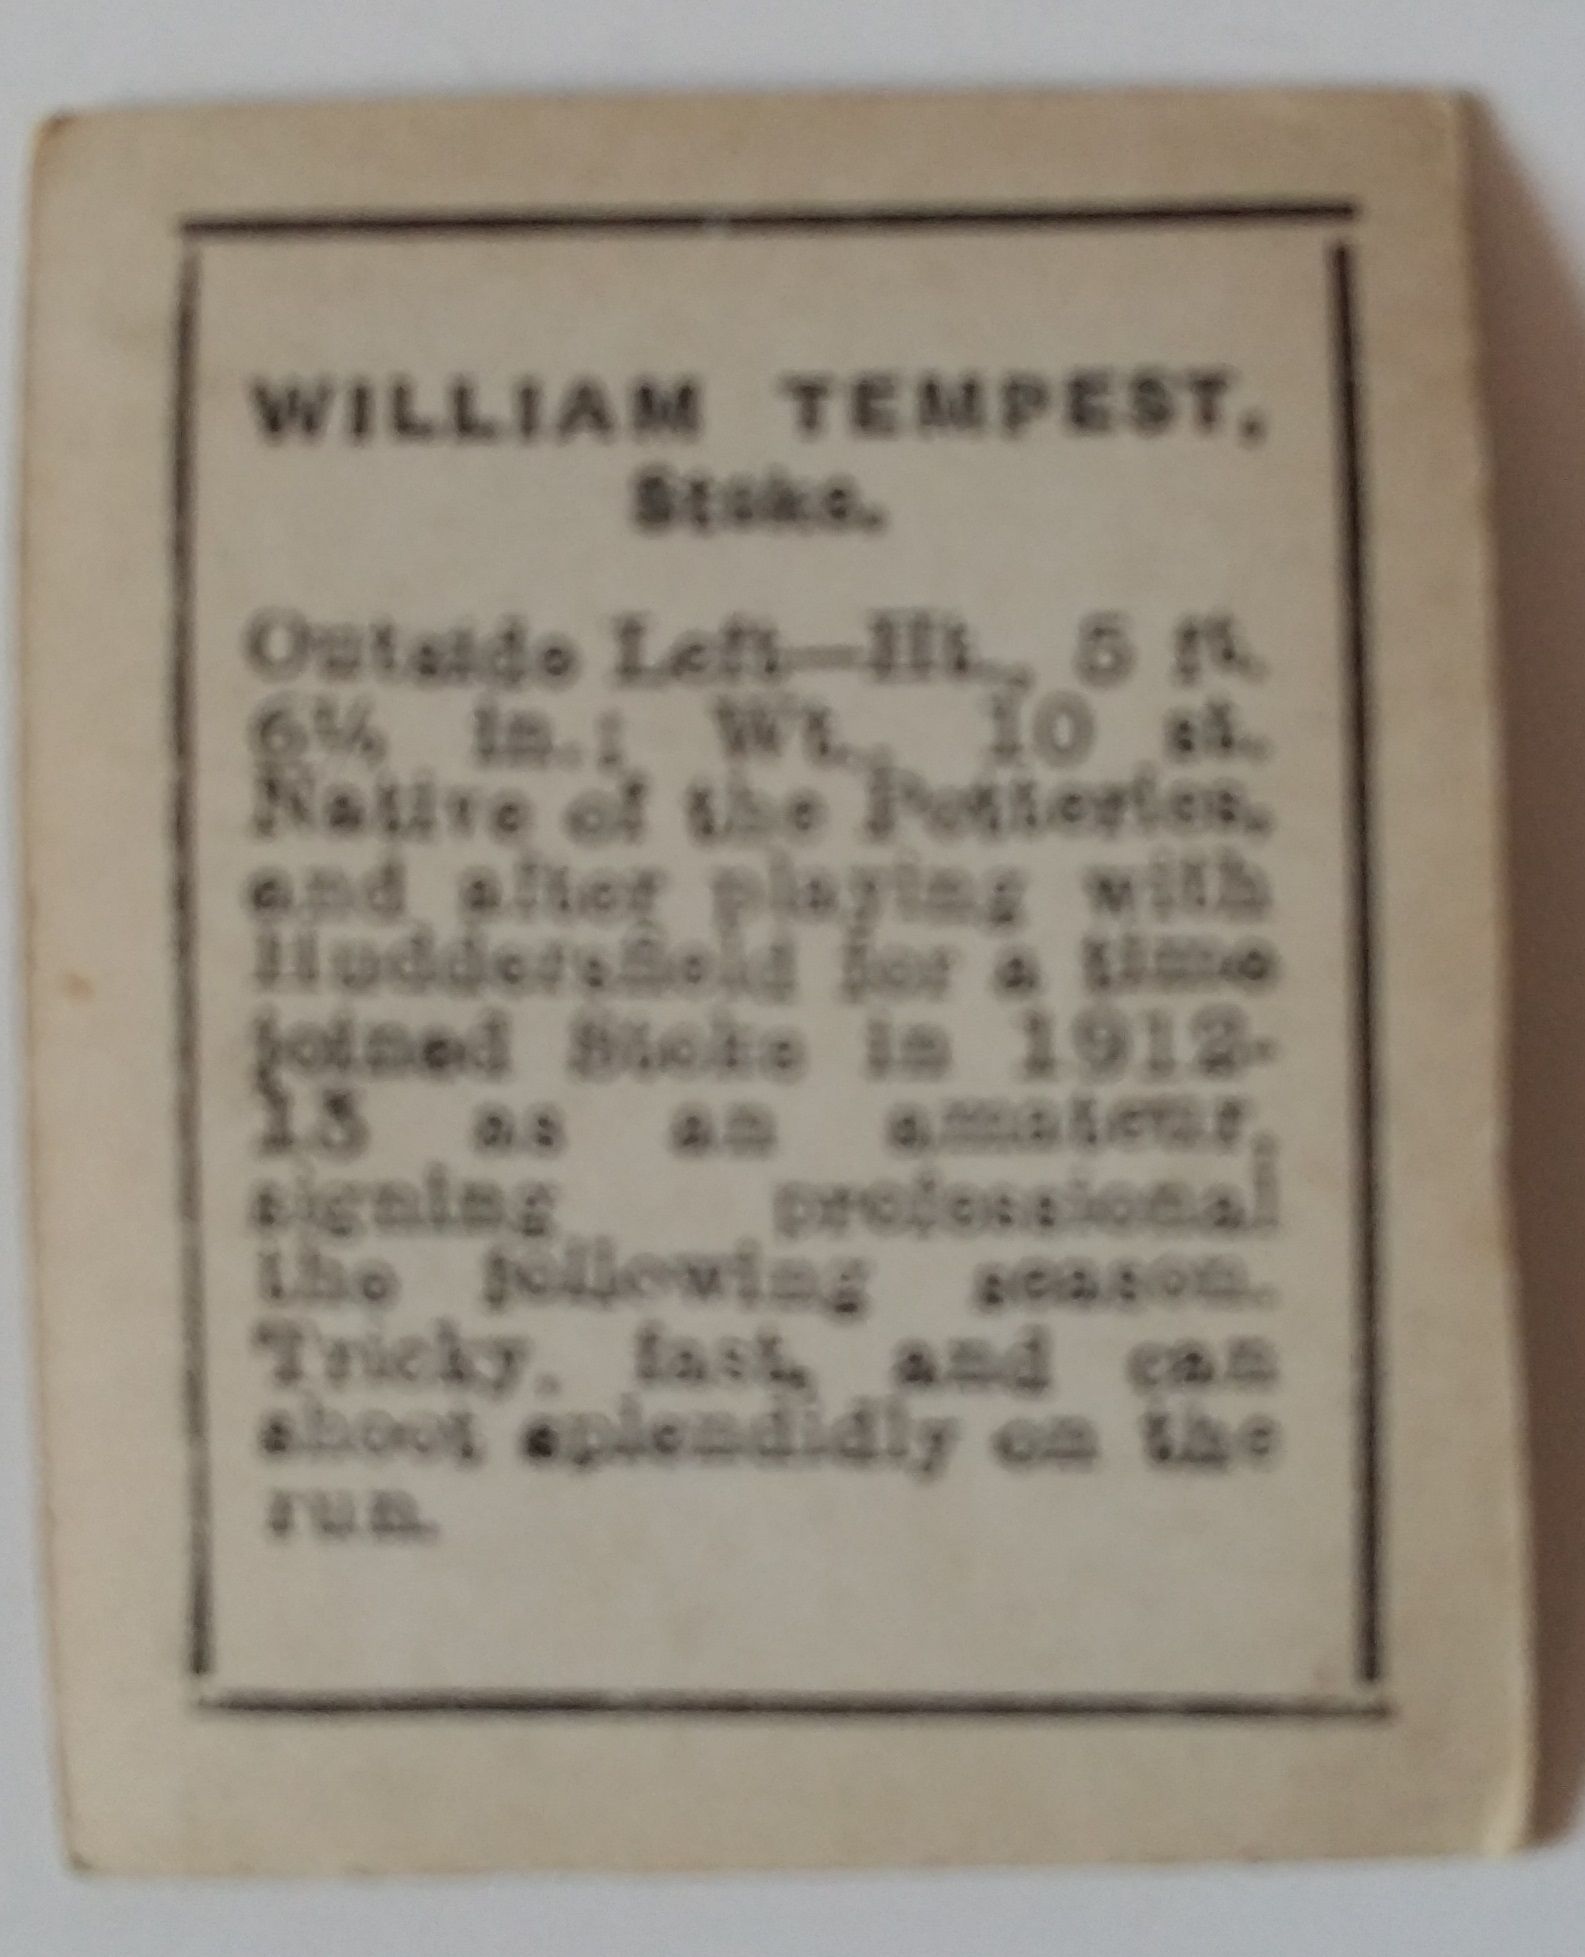 WILLIAM TEMPEST,
Stoke.
Outside Left—Ht., 5 ft.
6½ in.; Wt., 10 st.
Native of the Potteries,
and after playing with
Huddersfield for a time
joined Stoke in 1912-
13 as an amateur,
signing professional
the following season.
Tricky, fast, and can
shoot splendidly on the
run.